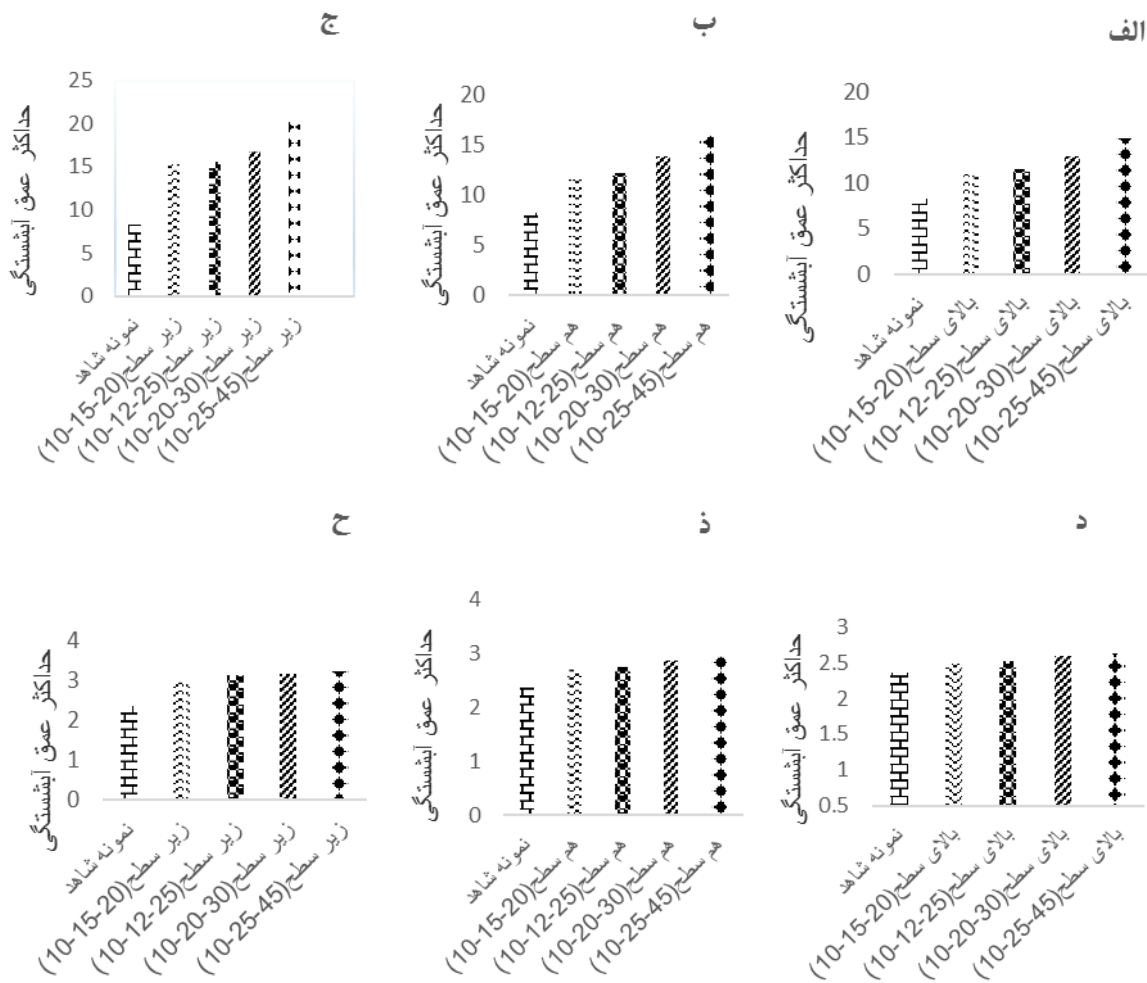 الف
حداکثر عمق آبشستگی
20
15
10
5
0
نمونه شاهد
بالای سطح(20-15-10)
بالای سطح(25-12-10)
بالای سطح(30-20-10)
بالای سطح(45-25-10)
ب
حداکثر عمق آبشستگی
20
15
10
5
0
نمونه شاهد
هم سطح(20-15-10)
هم سطح(25-12-10)
هم سطح(30-20-10)
هم سطح(45-25-10)
ج
حداکثر عمق آبشستگی
25
20
15
10
5
0
نمونه شاهد
زیر سطح(20-15-10)
زیر سطح(25-12-10)
زیر سطح(30-20-10)
زیر سطح(45-25-10)
د
حداکثر عمق آبشستگی
3
2.5
2
1.5
1
0.5
نمونه شاهد
بالای سطح(20-15-10)
بالای سطح(25-12-10)
بالای سطح(30-20-10)
بالای سطح(45-25-10)
ذ
حداکثر عمق آبشستگی
4
3
2
1
0
نمونه شاهد
هم سطح(20-15-10)
هم سطح(25-12-10)
هم سطح(30-20-10)
هم سطح(45-25-10)
ح
حداکثر عمق آبشستگی
4
3
2
1
0
نمونه شاهد
زیر سطح(20-15-10)
زیر سطح(25-12-10)
زیر سطح(30-20-10)
زیر سطح(45-25-10)